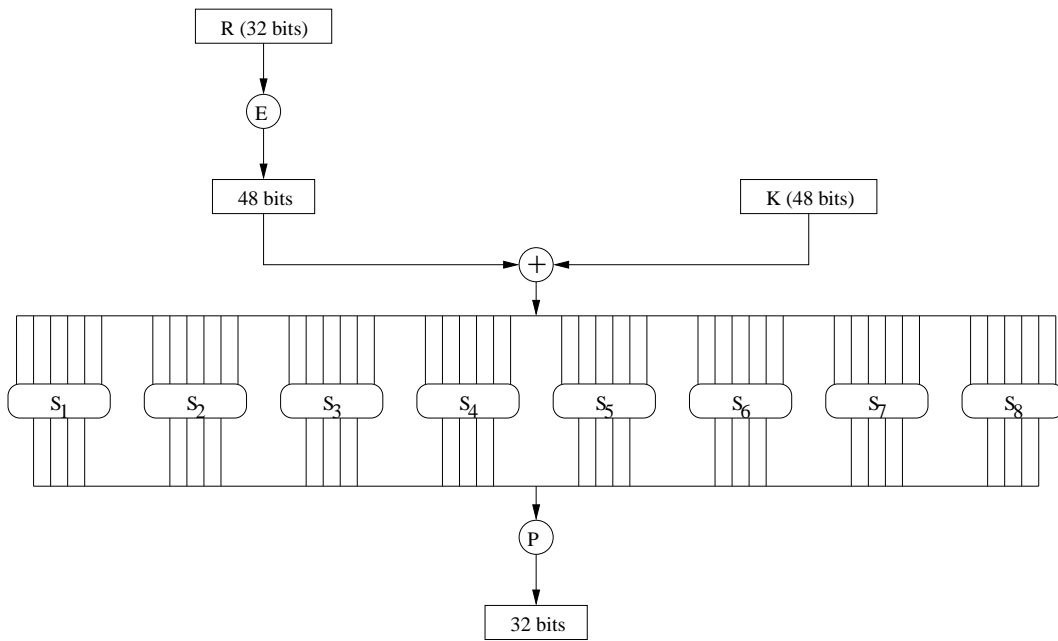 R (32 bits)
E
48 bits
K (48 bits)
+
S1 S2 S3 S4 S5 S6 S7 S8
P
32 bits